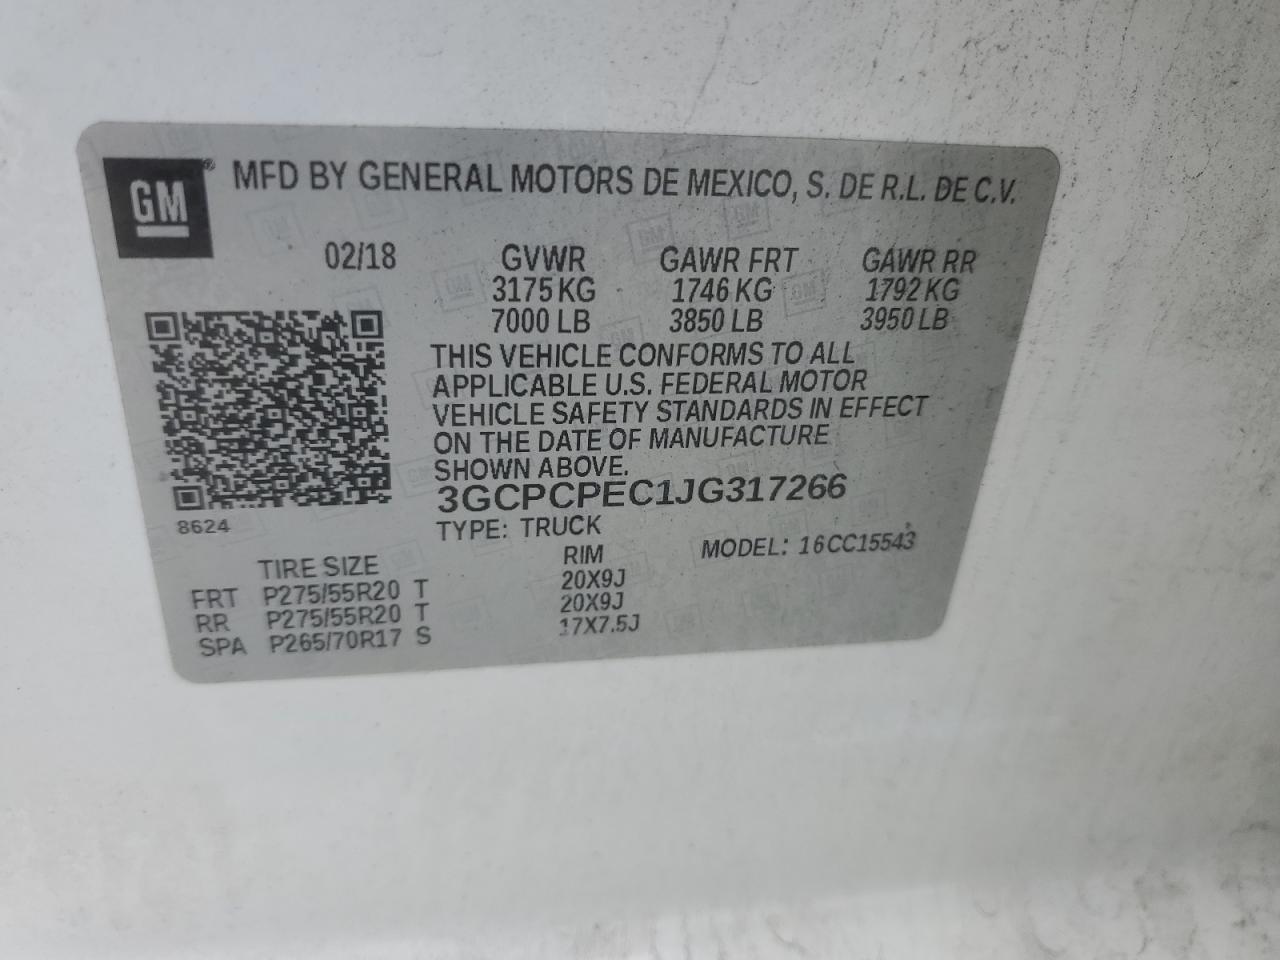 GM® MFD BY GENERAL MOTORS DE MEXICO, S. DE R.L. DE C.V.
02/18 GVWR GAWR FRT GAWR RR
3175 KG 1746 KG 1792 KG
7000 LB 3850 LB 3950 LB
THIS VEHICLE CONFORMS TO ALL
APPLICABLE U.S. FEDERAL MOTOR
VEHICLE SAFETY STANDARDS IN EFFECT
ON THE DATE OF MANUFACTURE
SHOWN ABOVE.
3GCPCPEC1JG317266
8624
TYPE: TRUCK MODEL: 16CC15543
TIRE SIZE RIM
FRT P275/55R20 T 20X9J
RR P275/55R20 T 20X9J
SPA P265/70R17 S 17X7.5J